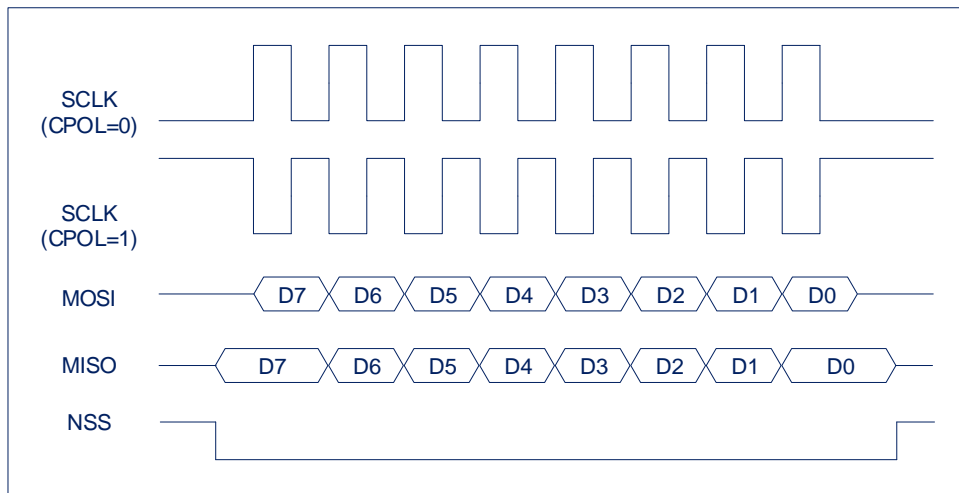 SCLK
(CPOL=0)
SCLK
(CPOL=1)
MOSI D7 D6 D5 D4 D3 D2 D1 D0
MISO D7 D6 D5 D4 D3 D2 D1 D0
NSS